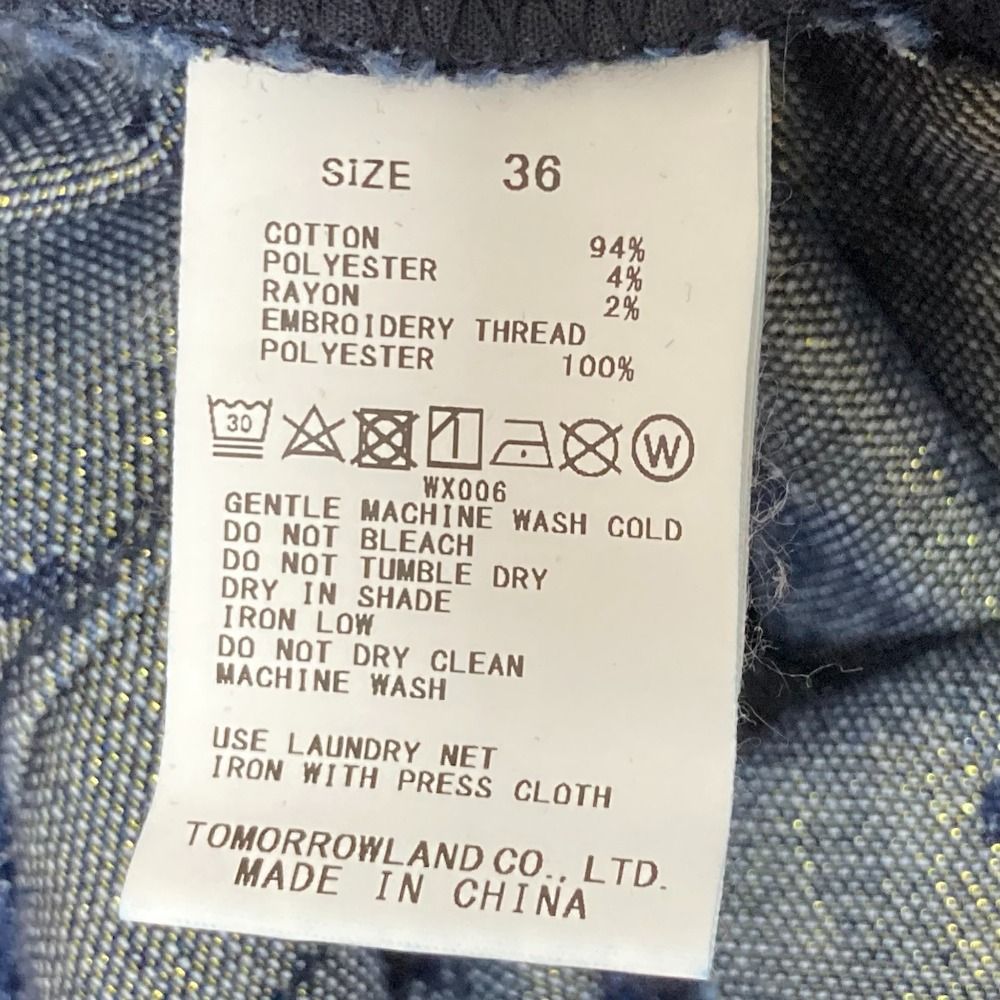 SIZE 36
COTTON 94%
POLYESTER 4%
RAYON 2%
EMBROIDERY THREAD
POLYESTER 100%
30 W
WX006
GENTLE MACHINE WASH COLD
DO NOT BLEACH
DO NOT TUMBLE DRY
DRY IN SHADE
IRON LOW
DO NOT DRY CLEAN
MACHINE WASH
USE LAUNDRY NET
IRON WITH PRESS CLOTH
TOMORROWLAND CO., LTD.
MADE IN CHINA